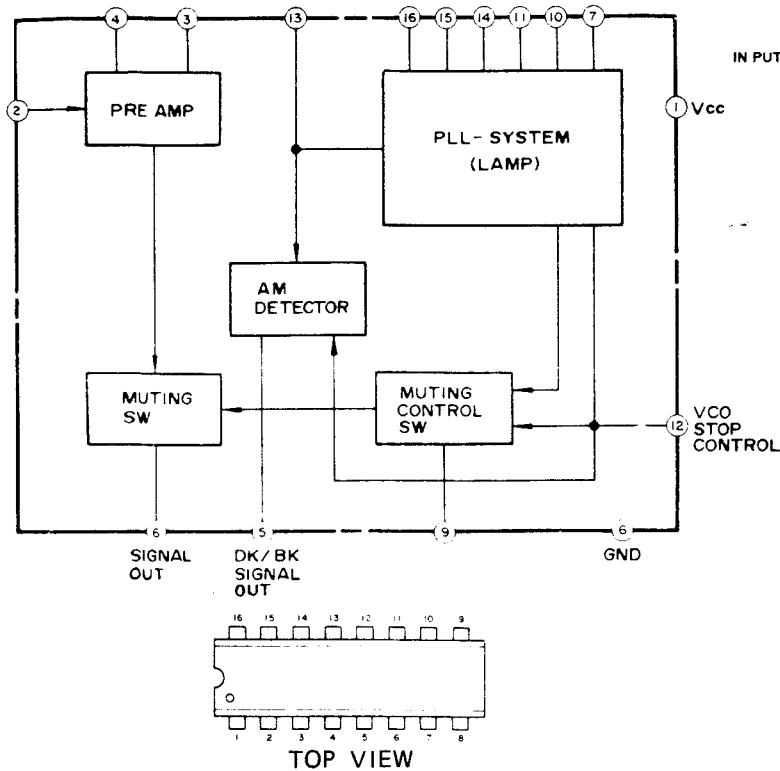 4 3 13 16 15 14 11 10 7
IN PUT
2
PRE AMP
1 Vcc
PLL-SYSTEM
(LAMP)
AM
DETECTOR
MUTING
SW
MUTING
CONTROL
SW
12
VCO
STOP
CONTROL
6 5 9 6
SIGNAL
OUT
DK/BK
SIGNAL
OUT
GND
16 15 14 13 12 11 10 9
1 2 3 4 5 6 7 8
TOP VIEW